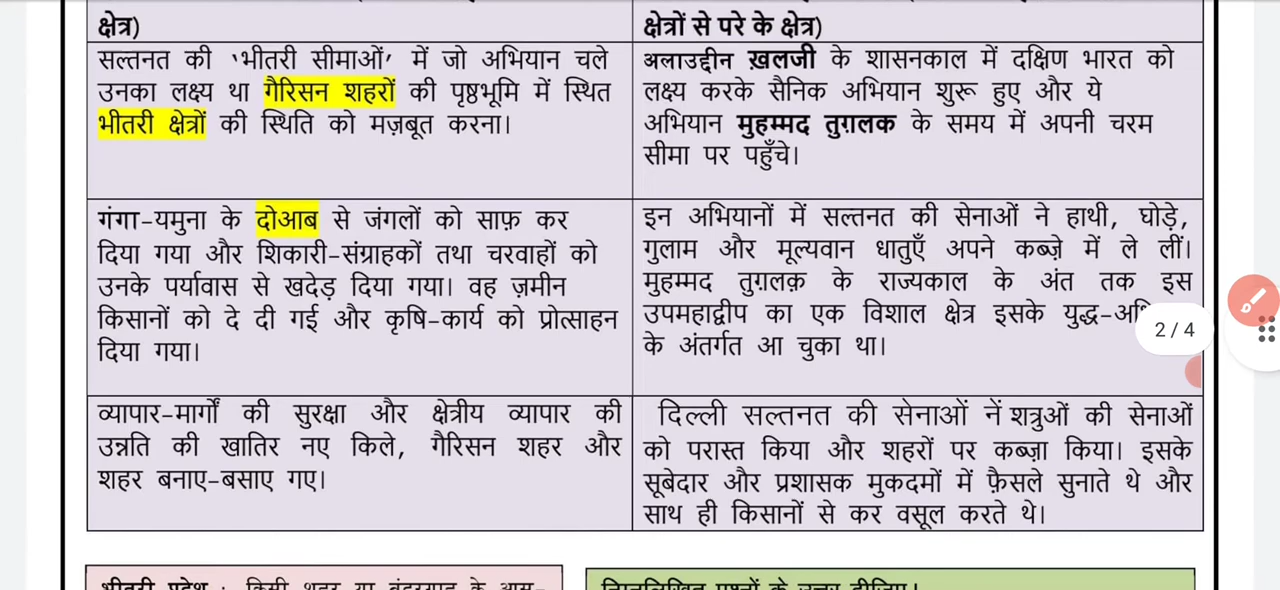 क्षेत्र)
सल्तनत की 'भीतरी सीमाओं' में जो अभियान चले
उनका लक्ष्य था गैरिसन शहरों की पृष्ठभूमि में स्थित
भीतरी क्षेत्रों की स्थिति को मज़बूत करना।
गंगा-यमुना के दोआब से जंगलों को साफ़ कर
दिया गया और शिकारी-संग्राहकों तथा चरवाहों को
उनके पर्यावास से खदेड़ दिया गया। वह ज़मीन
किसानों को दे दी गई और कृषि-कार्य को प्रोत्साहन
दिया गया।
व्यापार-मार्गों की सुरक्षा और क्षेत्रीय व्यापार की
उन्नति की खातिर नए किले, गैरिसन शहर और
शहर बनाए-बसाए गए।
क्षेत्रों से परे के क्षेत्र)
अलाउद्दीन ख़लजी के शासनकाल में दक्षिण भारत को
लक्ष्य करके सैनिक अभियान शुरू हुए और ये
अभियान मुहम्मद तुग़लक के समय में अपनी चरम
सीमा पर पहुँचे।
इन अभियानों में सल्तनत की सेनाओं ने हाथी, घोड़े,
गुलाम और मूल्यवान धातुएँ अपने कब्ज़े में ले लीं।
मुहम्मद तुग़लक़ के राज्यकाल के अंत तक इस
उपमहाद्वीप का एक विशाल क्षेत्र इसके
के अंतर्गत आ चुका था।
दिल्ली सल्तनत की सेनाओं नें शत्रुओं की सेनाओं
को परास्त किया और शहरों पर कब्ज़ा किया। इसके
सूबेदार और प्रशासक मुकदमों में फ़ैसले सुनाते थे और
साथ ही किसानों से कर वसूल करते थे।
2 / 4